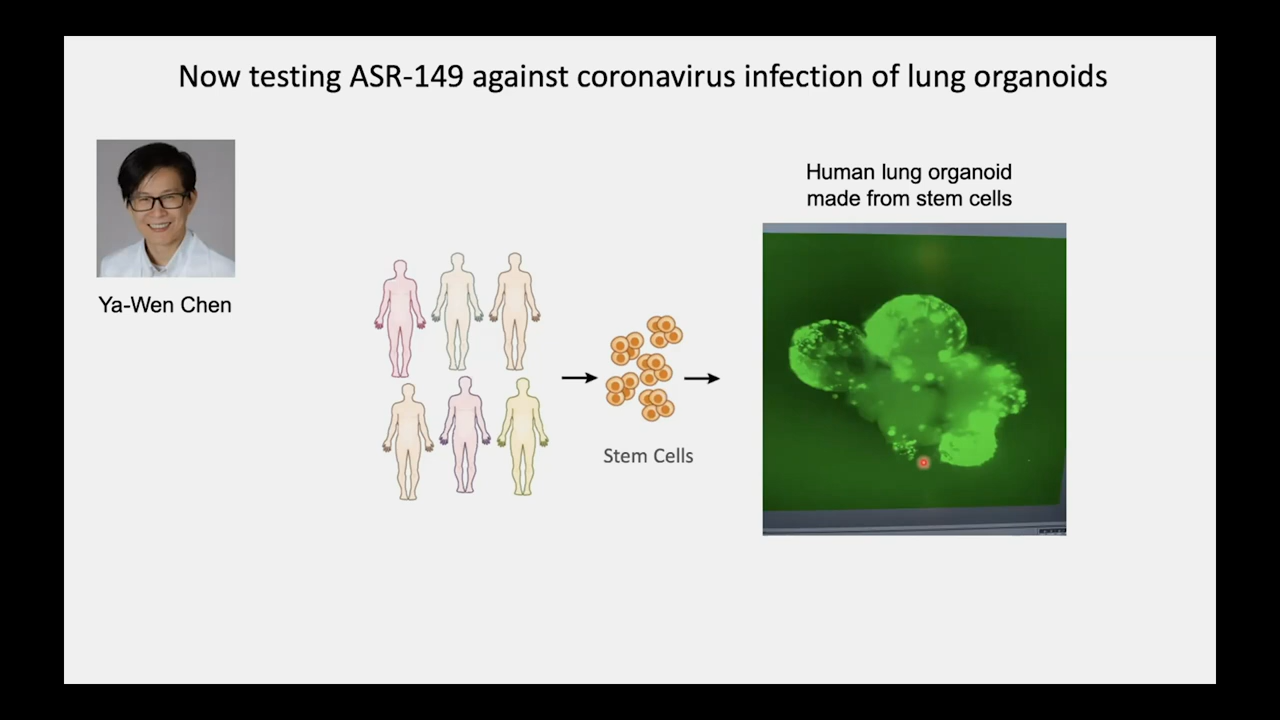 Now testing ASR-149 against coronavirus infection of lung organoids
Ya-Wen Chen
Human lung organoid
made from stem cells
Stem Cells